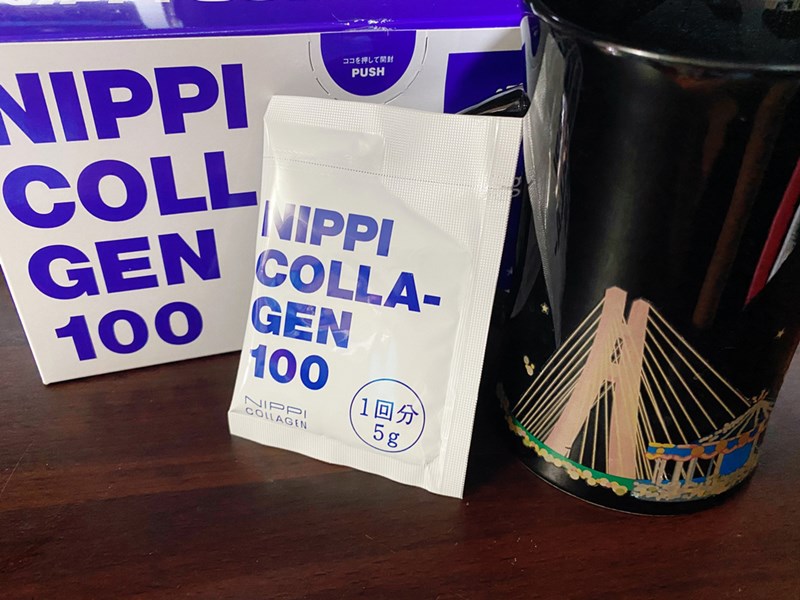 ココを押して開封
PUSH
NIPPI
COLL
GEN
100
NIPPI
COLLA-
GEN
100
NIPPI
COLLAGEN
1回分
5g